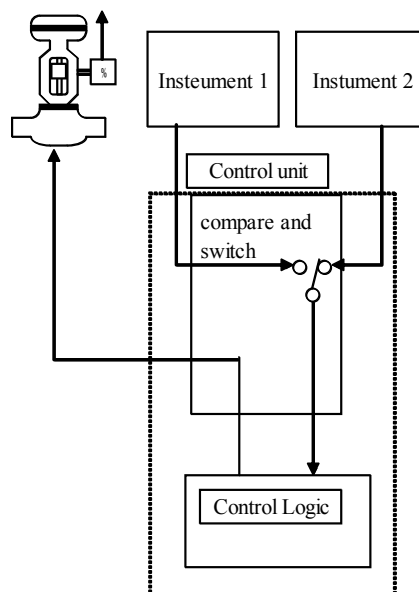 Insteument 1
Instument 2
%
Control unit
compare and
switch
Control Logic